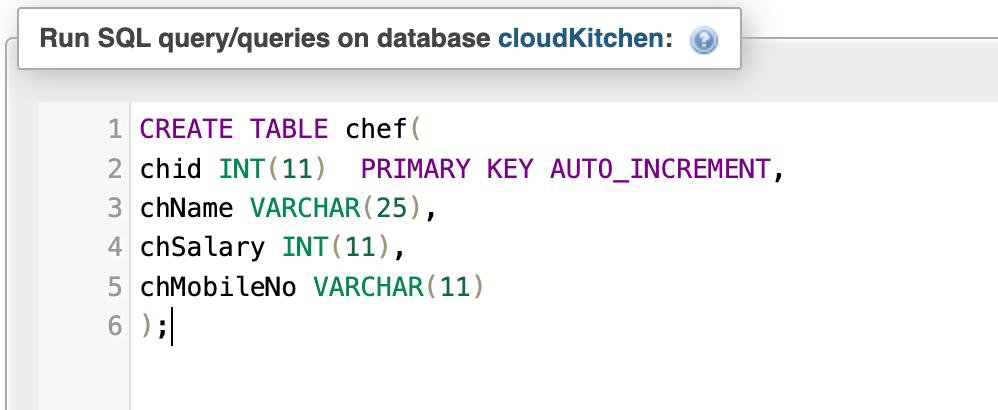 Run SQL query/queries on database cloudKitchen:
1 CREATE TABLE chef(
2 chid INT(11)  PRIMARY KEY AUTO_INCREMENT,
3 chName VARCHAR(25),
4 chSalary INT(11),
5 chMobileNo VARCHAR(11)
6 );